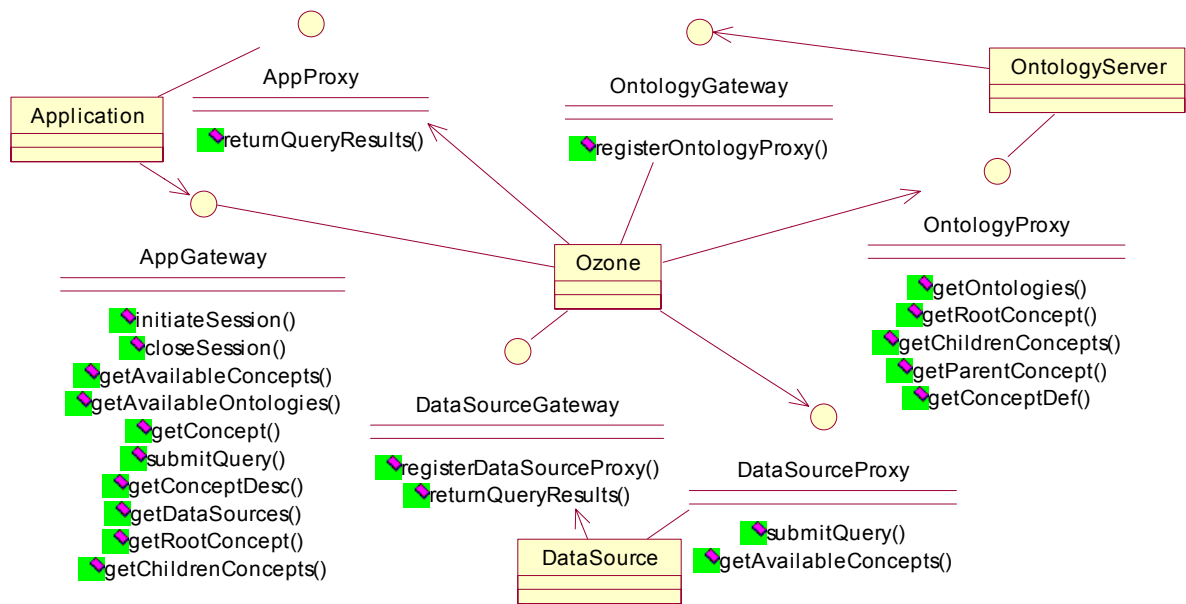 Application
AppProxy
returnQueryResults()
OntologyGateway
registerOntologyProxy()
OntologyServer
AppGateway
initiateSession()
closeSession()
getAvailableConcepts()
getAvailableOntologies()
getConcept()
submitQuery()
getConceptDesc()
getDataSources()
getRootConcept()
getChildrenConcepts()
Ozone
OntologyProxy
getOntologies()
getRootConcept()
getChildrenConcepts()
getParentConcept()
getConceptDef()
DataSourceGateway
registerDataSourceProxy()
returnQueryResults()
DataSource
DataSourceProxy
submitQuery()
getAvailableConcepts()